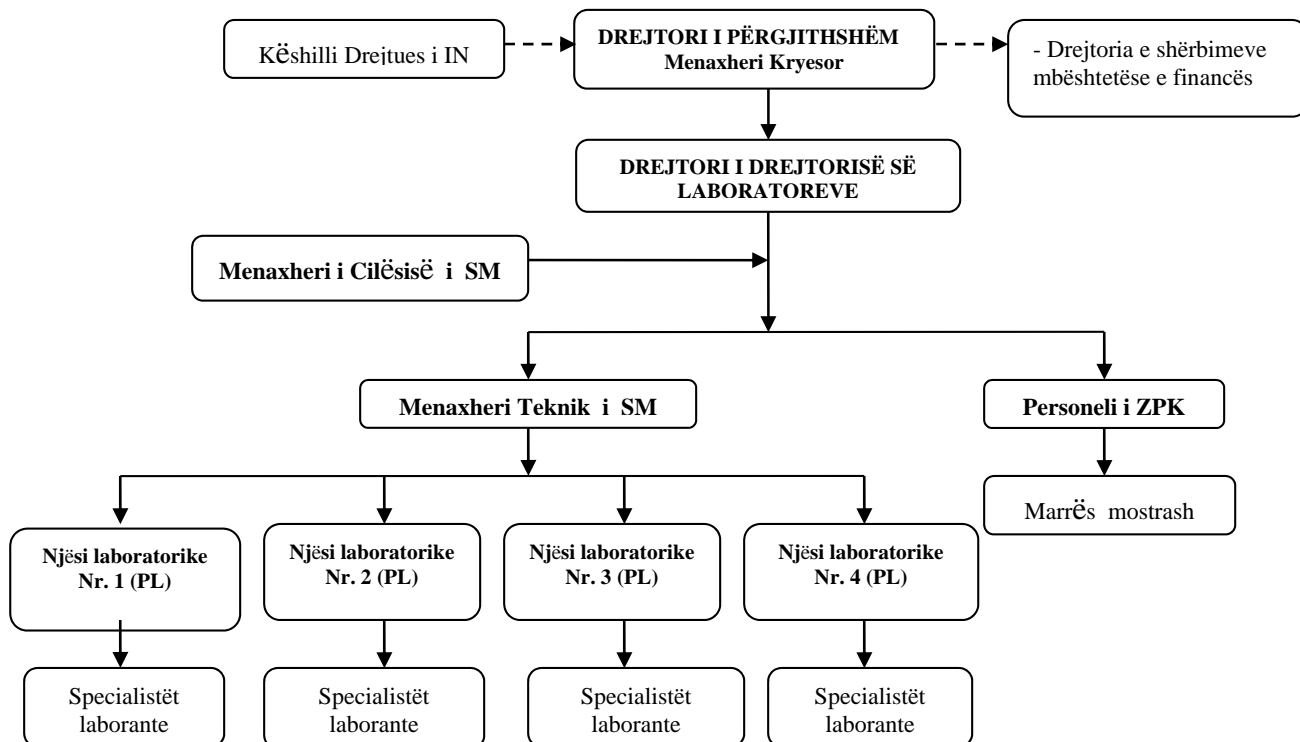 Këshilli Drejtues i IN
DREJTORI I PËRGJITHSHËM
Menaxheri Kryesor
- Drejtoria e shërbimeve
mbështetëse e financës
DREJTORI I DREJTORISË SË
LABORATOREVE
Menaxheri i Cilësisë i SM
Menaxheri Teknik i SM
Personeli i ZPK
Marrës mostrash
Njësi laboratorike
Nr. 1 (PL)
Njësi laboratorike
Nr. 2 (PL)
Njësi laboratorike
Nr. 3 (PL)
Njësi laboratorike
Nr. 4 (PL)
Specialistët
laborante
Specialistët
laborante
Specialistët
laborante
Specialistët
laborante